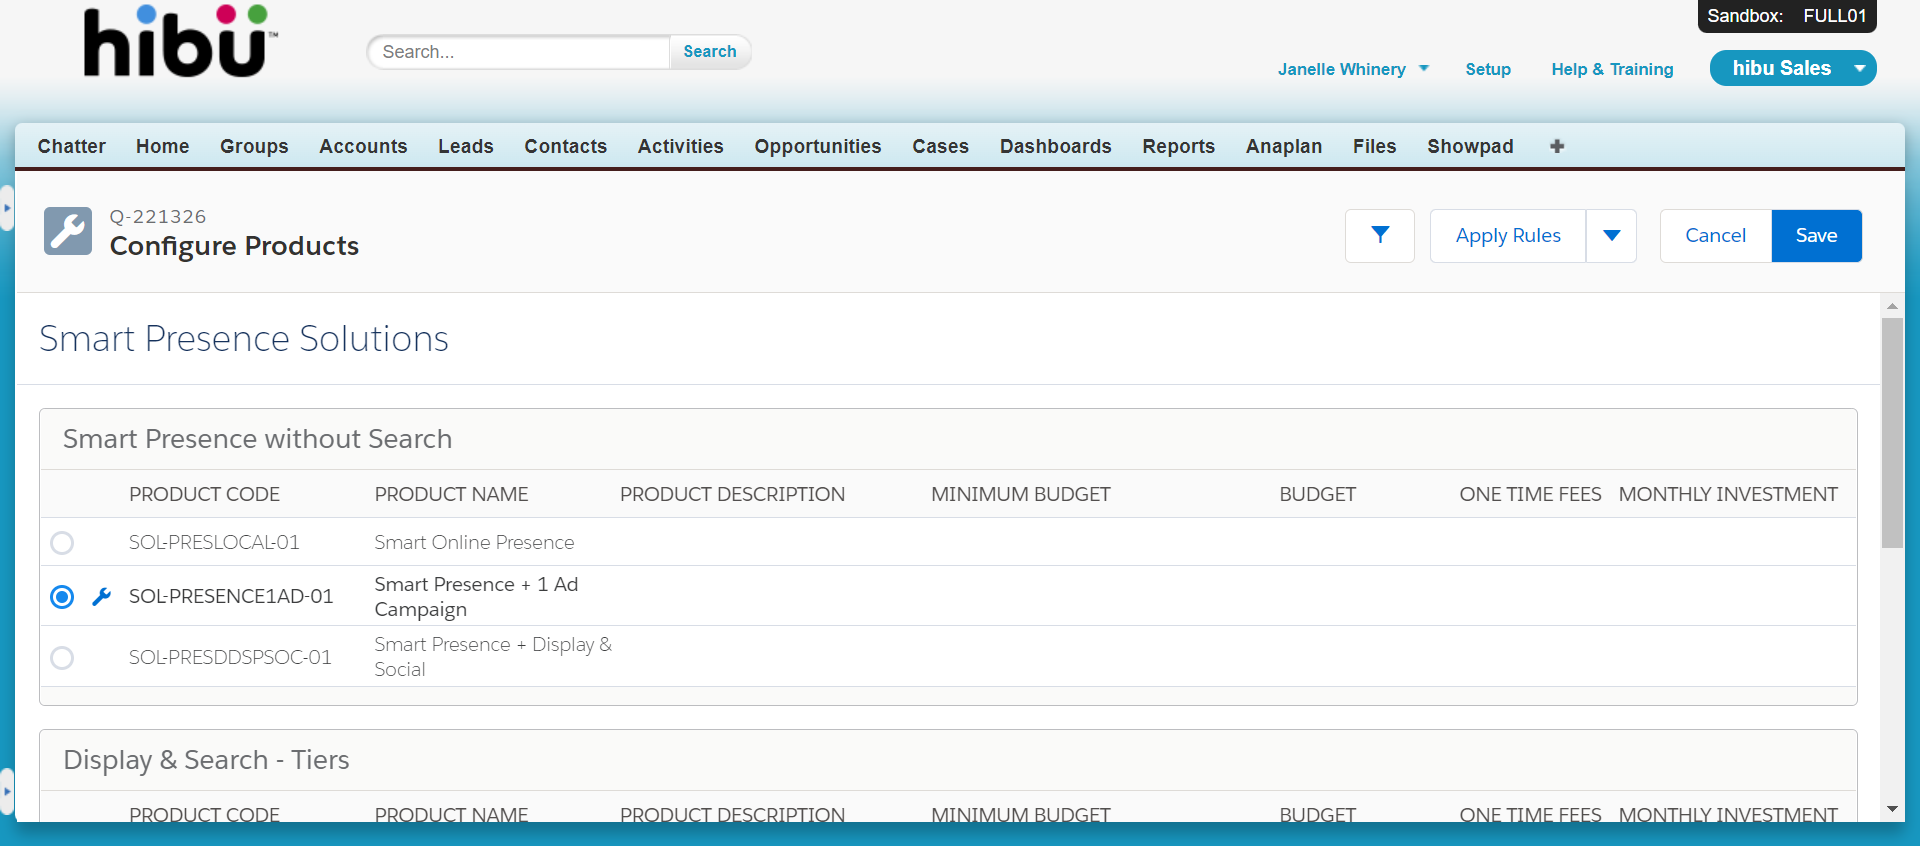 hibü™
Search...
Search
Sandbox: FULL01
Janelle Whinery
Setup
Help & Training
hibu Sales
Chatter Home Groups Accounts Leads Contacts Activities Opportunities Cases Dashboards Reports Anaplan Files Showpad
Q-221326
Configure Products
Apply Rules
Cancel
Save
Smart Presence Solutions
Smart Presence without Search
PRODUCT CODE PRODUCT NAME PRODUCT DESCRIPTION MINIMUM BUDGET BUDGET ONE TIME FEES MONTHLY INVESTMENT
SOL-PRESLOCAL-01 Smart Online Presence
SOL-PRESENCE1AD-01 Smart Presence + 1 Ad
Campaign
SOL-PRESDDSPSOC-01 Smart Presence + Display &
Social
Display & Search - Tiers
PRODUCT CODE PRODUCT NAME PRODUCT DESCRIPTION MINIMUM BUDGET BUDGET ONE TIME FEES MONTHLY INVESTMENT